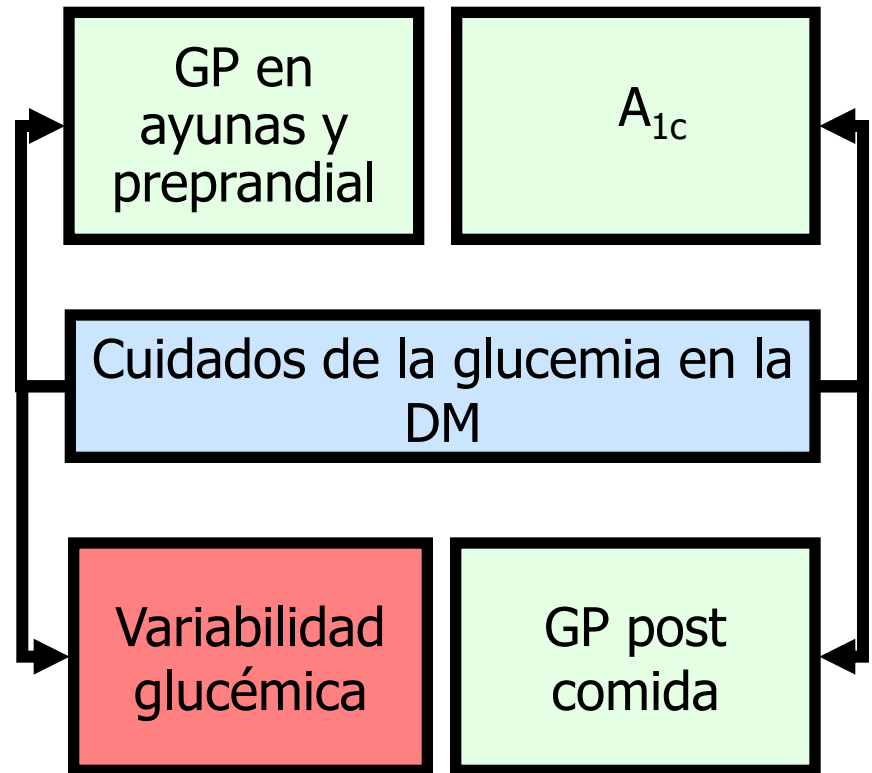 GP en
ayunas y
preprandial
A1c
Cuidados de la glucemia en la
DM
Variabilidad
glucémica
GP post
comida